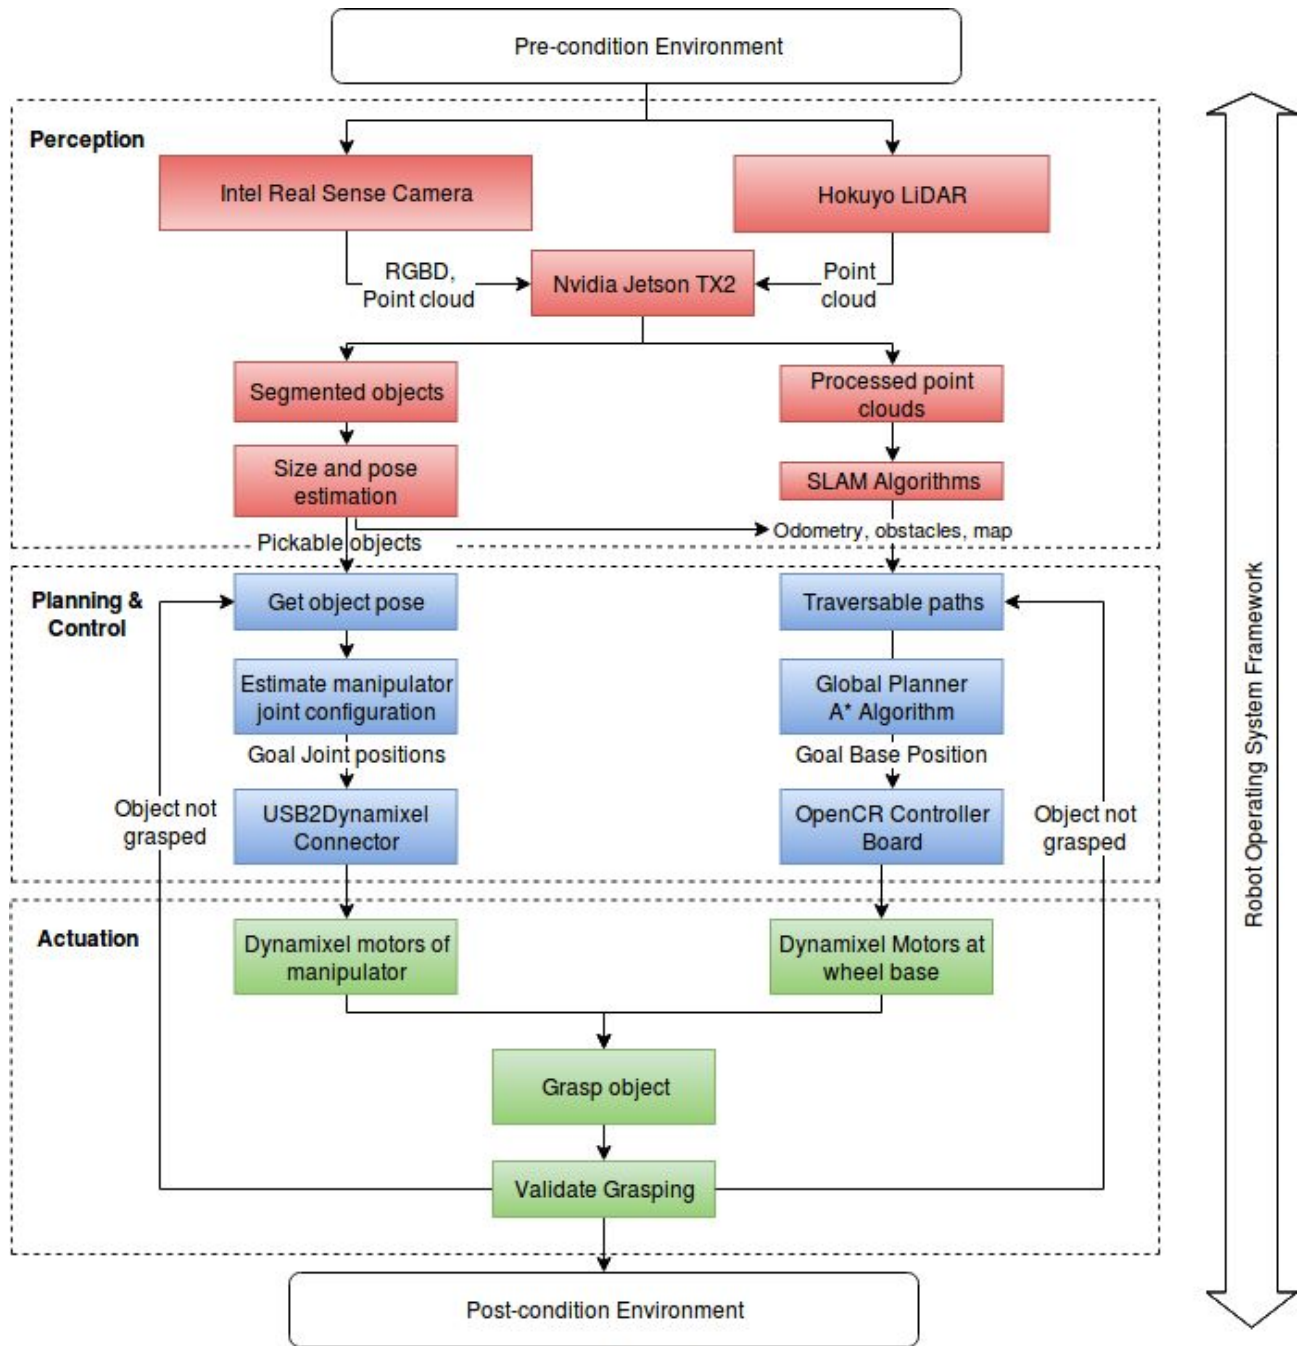 Pre-condition Environment
Perception
Intel Real Sense Camera
Hokuyo LiDAR
RGBD,
Point cloud
Nvidia Jetson TX2
Point
cloud
Segmented objects
Processed point
clouds
Size and pose
estimation
SLAM Algorithms
Pickable objects
Odometry, obstacles, map
Planning &
Control
Get object pose
Traversable paths
Estimate manipulator
joint configuration
Global Planner
A* Algorithm
Goal Joint positions
Goal Base Position
Object not
grasped
USB2Dynamixel
Connector
OpenCR Controller
Board
Object not
grasped
Actuation
Dynamixel motors of
manipulator
Dynamixel Motors at
wheel base
Grasp object
Validate Grasping
Post-condition Environment
Robot Operating System Framework